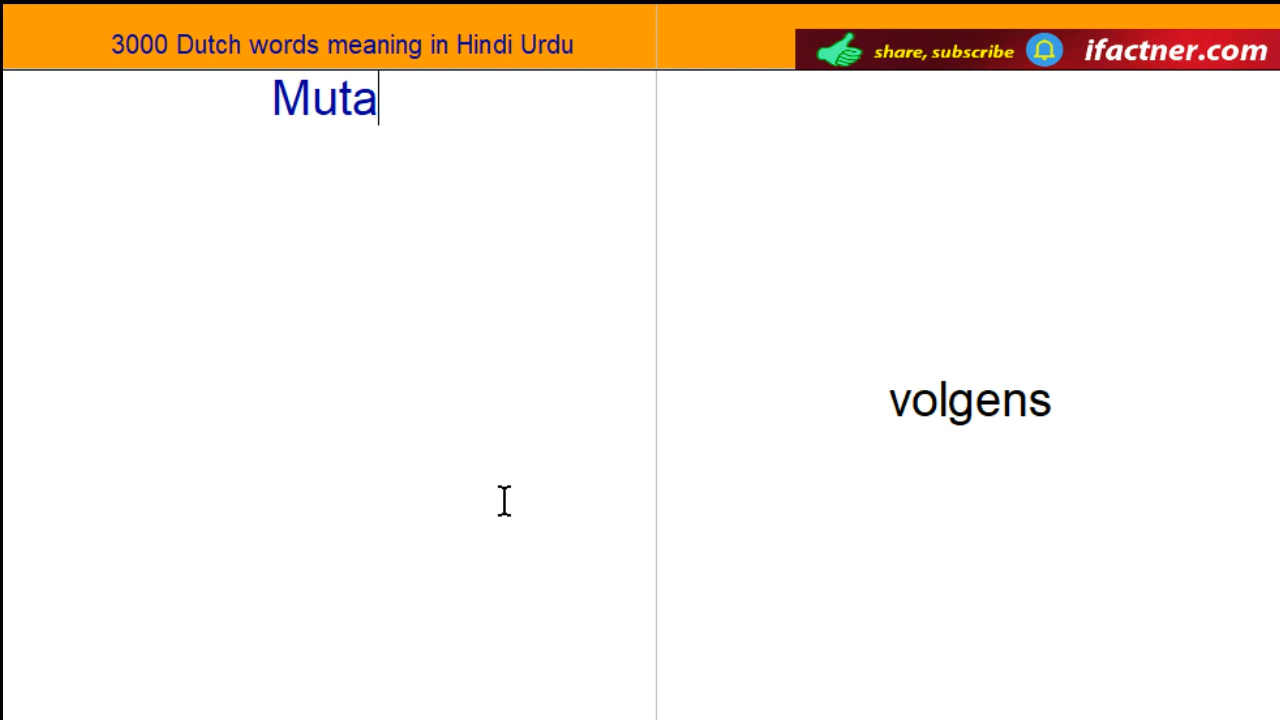 3000 Dutch words meaning in Hindi Urdu
share, subscribe
ifactner.com
Muta
volgens